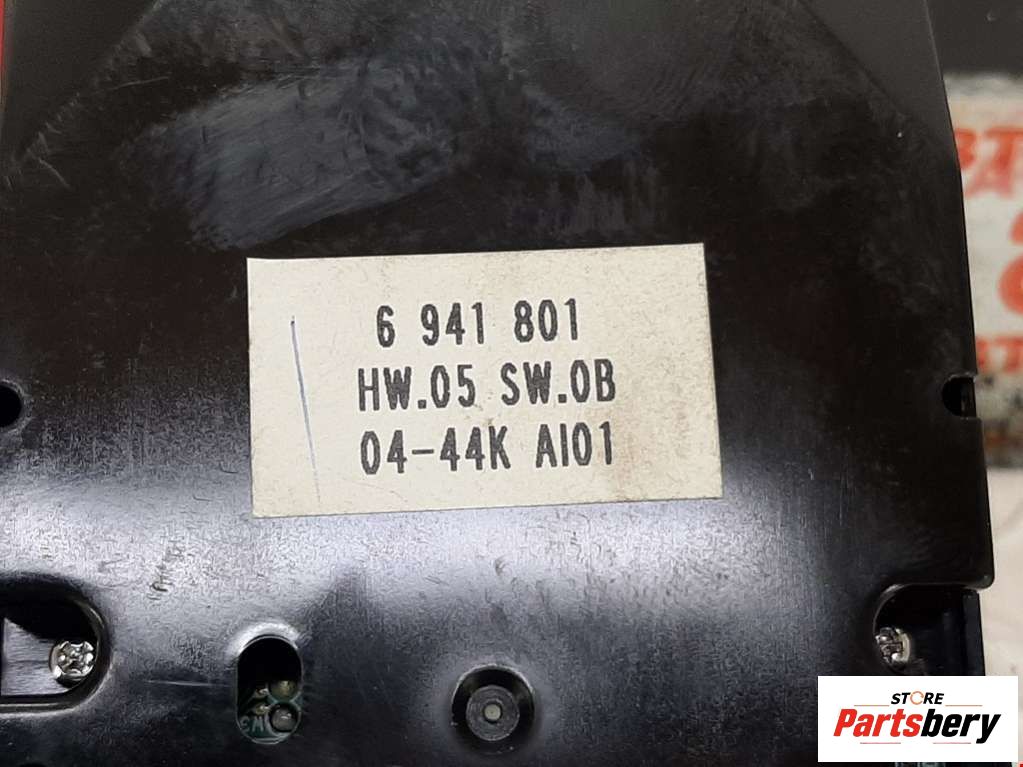 6 941 801
HW.05 SW.0B
04-44K AI01
STORE
Partsbery